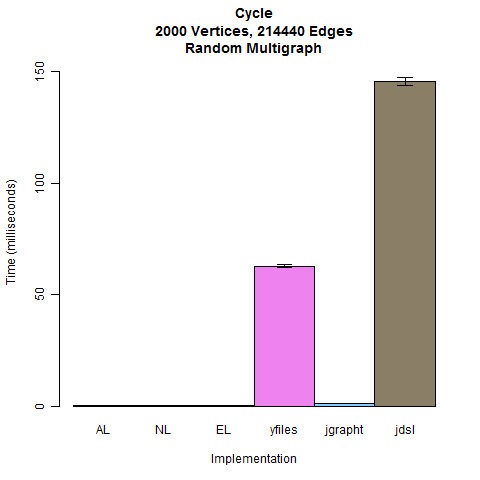 Cycle
2000 Vertices, 214440 Edges
Random Multigraph
150
100
50
0
Time (milliseconds)
AL NL EL yfiles jgrapht jdsl
Implementation